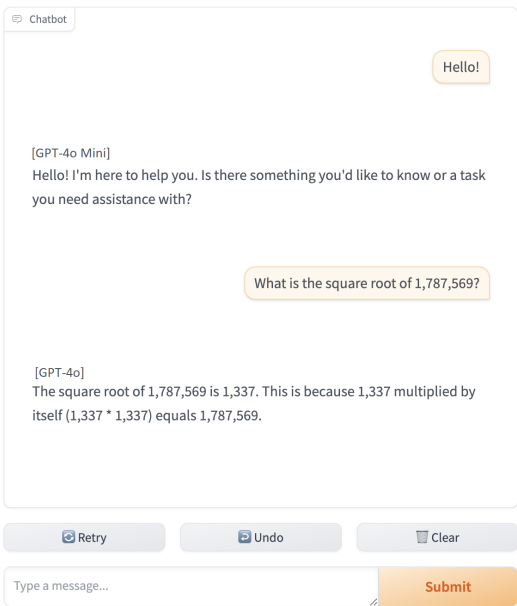 Chatbot
Hello!
[GPT-4o Mini]
Hello! I'm here to help you. Is there something you'd like to know or a task
you need assistance with?
What is the square root of 1,787,569?
[GPT-4o]
The square root of 1,787,569 is 1,337. This is because 1,337 multiplied by
itself (1,337 * 1,337) equals 1,787,569.
Retry
Undo
Clear
Type a message...
Submit